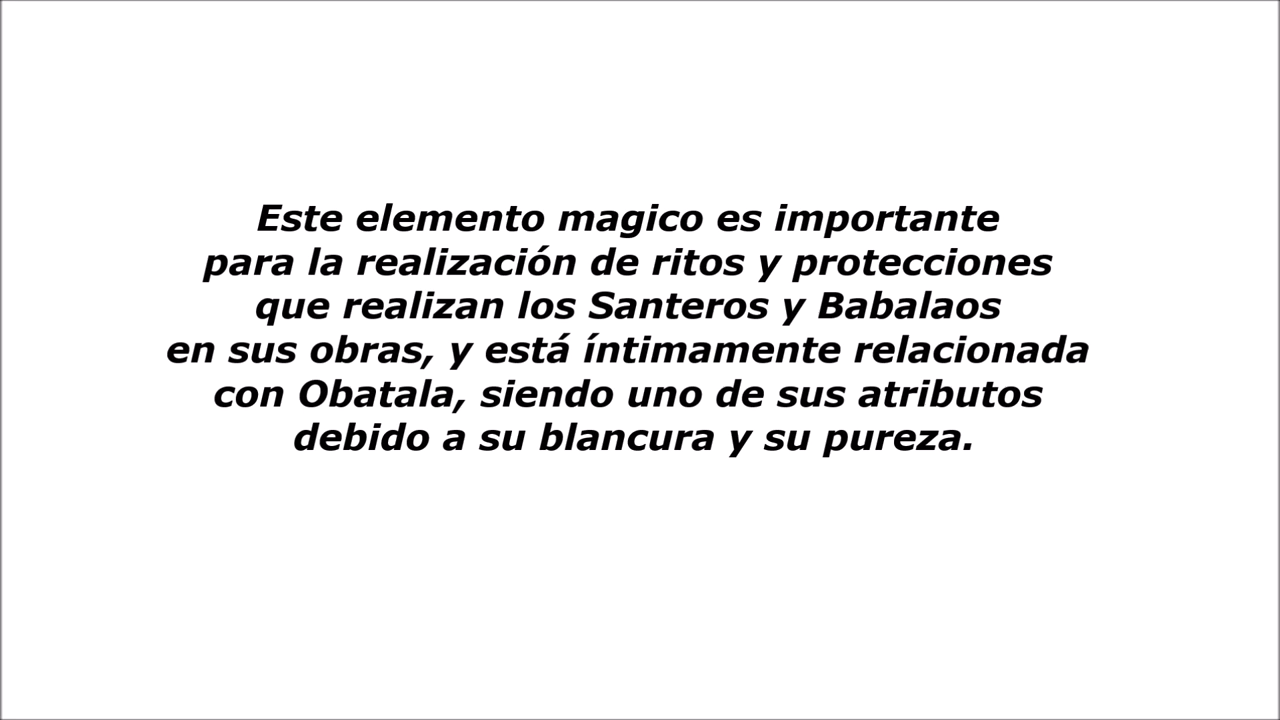 Este elemento magico es importante
para la realización de ritos y protecciones
que realizan los Santeros y Babalaos
en sus obras, y está íntimamente relacionada
con Obatala, siendo uno de sus atributos
debido a su blancura y su pureza.